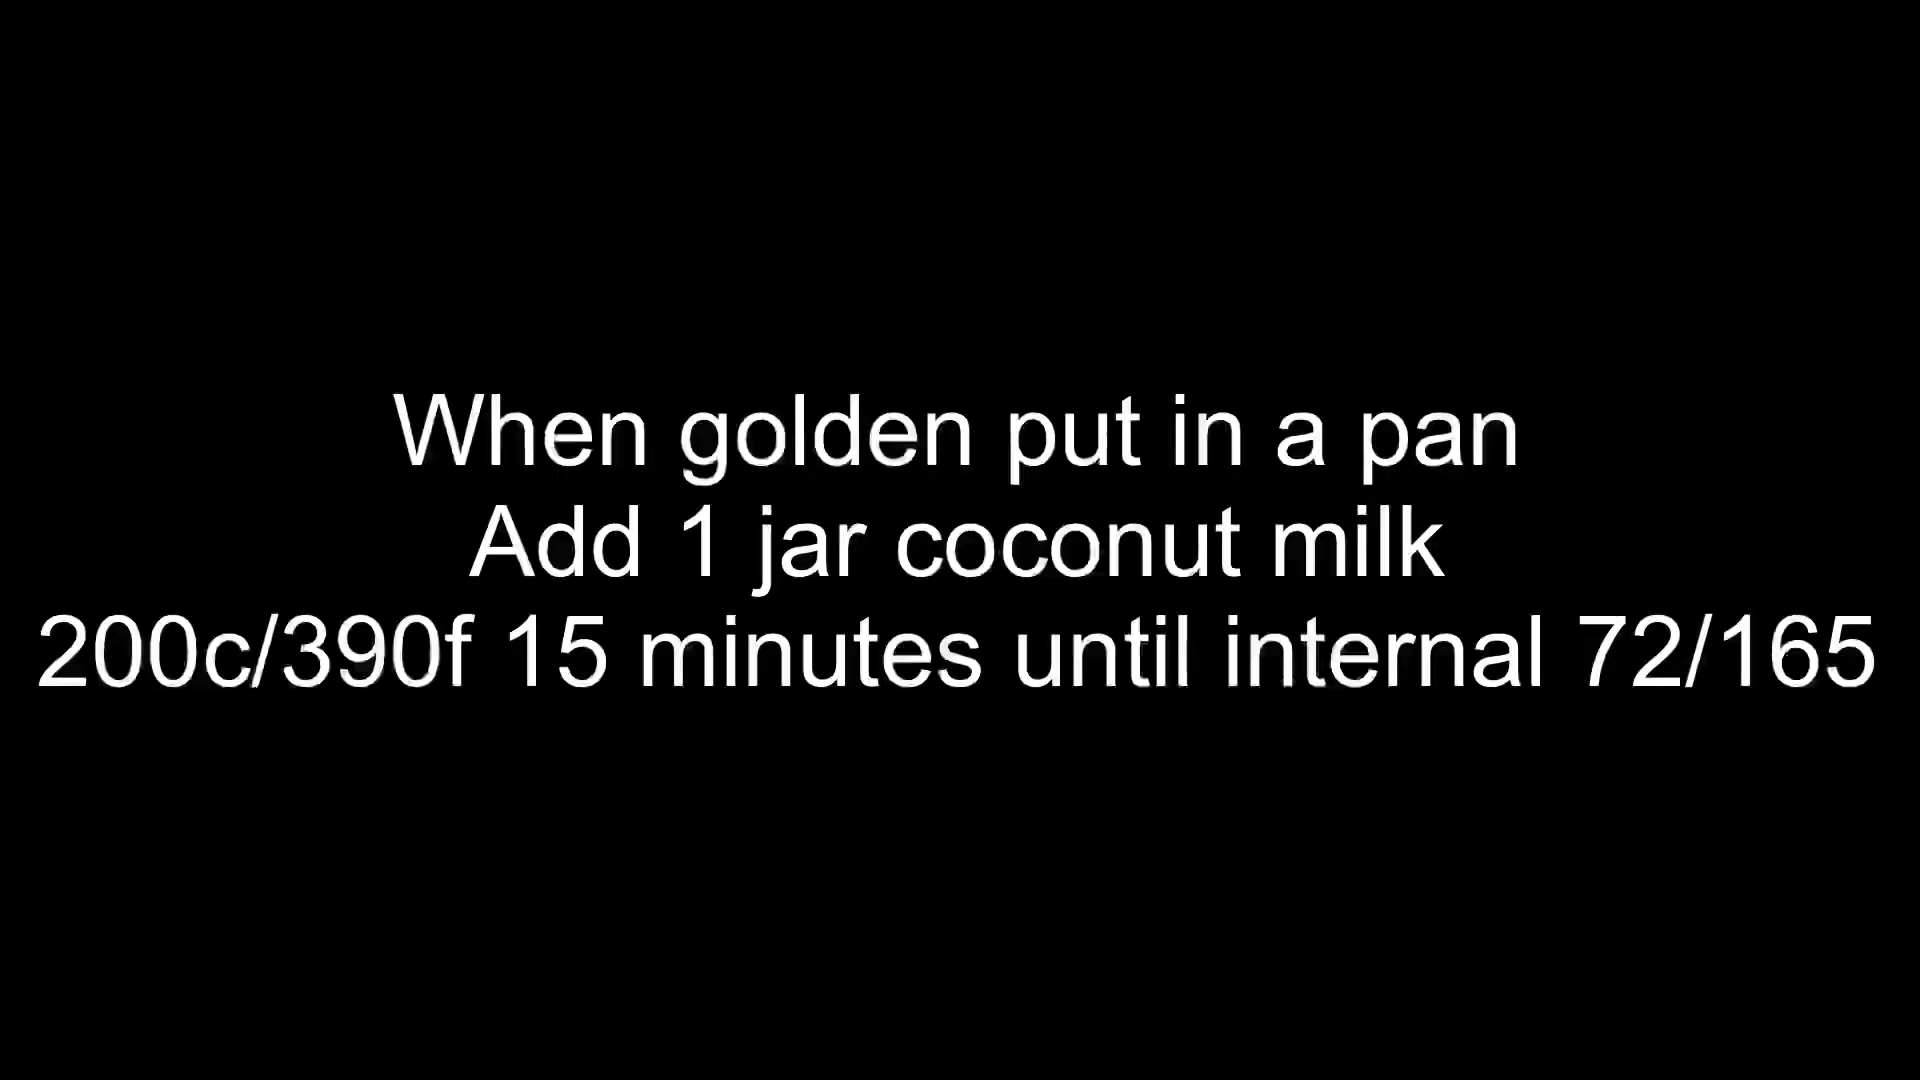 When golden put in a pan
Add 1 jar coconut milk
200c/390f 15 minutes until internal 72/165